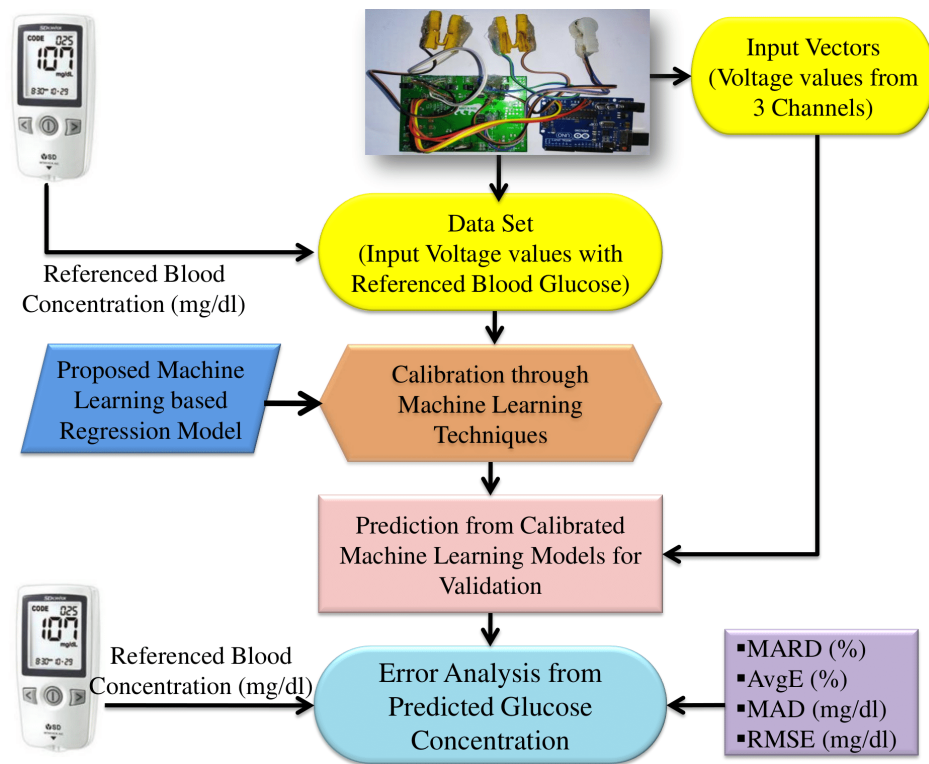 CODE 025
107
mg/dL
8:30 10-29
SD
UNO
Input Vectors
(Voltage values from
3 Channels)
Data Set
(Input Voltage values with
Referenced Blood Glucose)
Referenced Blood
Concentration (mg/dl)
Proposed Machine
Learning based
Regression Model
Calibration through
Machine Learning
Techniques
Prediction from Calibrated
Machine Learning Models for
Validation
CODE 025
107
mg/dL
8:30 10-29
SD
Referenced Blood
Concentration (mg/dl)
Error Analysis from
Predicted Glucose
Concentration
▪MARD (%)
▪AvgE (%)
▪MAD (mg/dl)
▪RMSE (mg/dl)